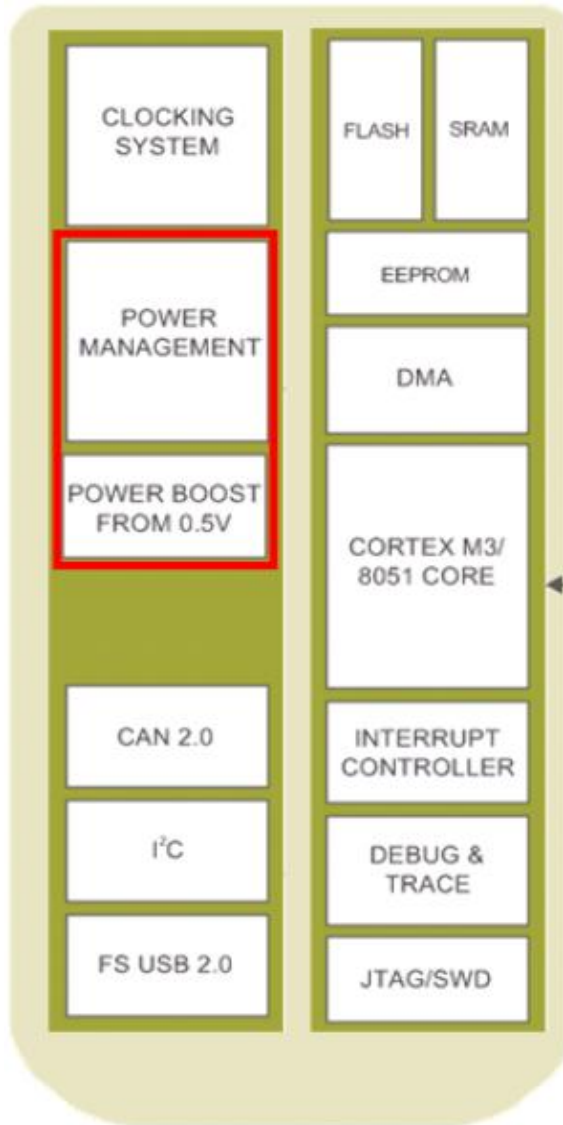 CLOCKING
SYSTEM
POWER
MANAGEMENT
POWER BOOST
FROM 0.5V
CAN 2.0
I²C
FS USB 2.0
FLASH
SRAM
EEPROM
DMA
CORTEX M3/
8051 CORE
INTERRUPT
CONTROLLER
DEBUG &
TRACE
JTAG/SWD